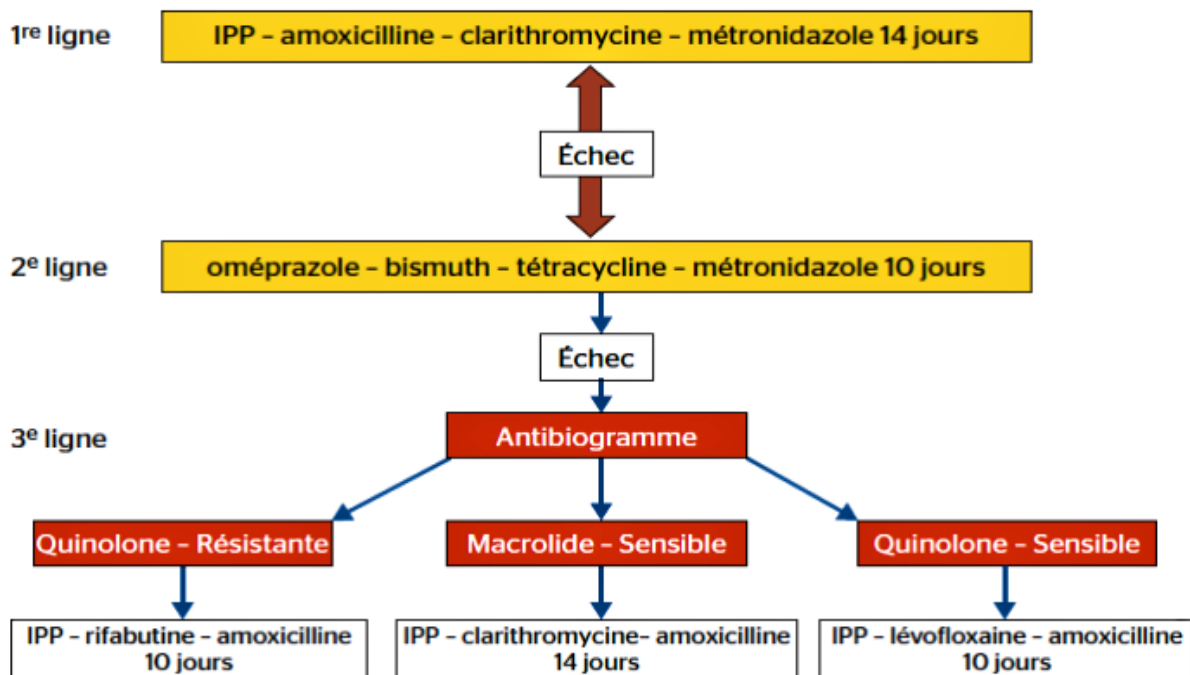 1re ligne
IPP – amoxicilline – clarithromycine – métronidazole 14 jours
Échec
2e ligne
oméprazole – bismuth – tétracycline – métronidazole 10 jours
Échec
3e ligne
Antibiogramme
Quinolone – Résistante
Macrolide – Sensible
Quinolone – Sensible
IPP – rifabutine – amoxicilline
10 jours
IPP – clarithromycine– amoxicilline
14 jours
IPP – lévofloxaine – amoxicilline
10 jours